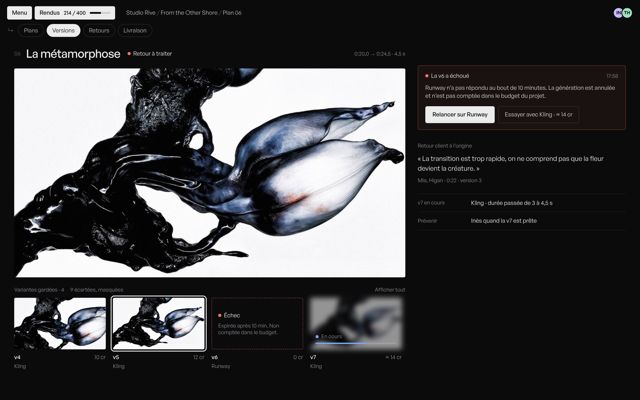 Menu
Rendus 214 / 400
Studio Rive / From the Other Shore / Plan 06
IN TH
Plans
Versions
Retours
Livraison
06 La métamorphose
Retour à traiter
0:20,0 → 0:24,5 · 4,5 s
La v6 a échoué
17:58
Runway n'a pas répondu au bout de 10 minutes. La génération est annulée
et n'est pas comptée dans le budget du projet.
Relancer sur Runway
Essayer avec Kling · ≈ 14 cr
Retour client à l'origine
« La transition est trop rapide, on ne comprend pas que la fleur
devient la créature. »
Mia, Higan · 0:22 · version 3
v7 en cours
Kling · durée passée de 3 à 4,5 s
Prévenir
Inès quand la v7 est prête
Variantes gardées · 4
9 écartées, masquées
Afficher tout
Échec
Expirée après 10 min. Non
comptée dans le budget.
En cours
v4
10 cr
Kling
v5
12 cr
Kling
v6
0 cr
Runway
v7
≈ 14 cr
Kling